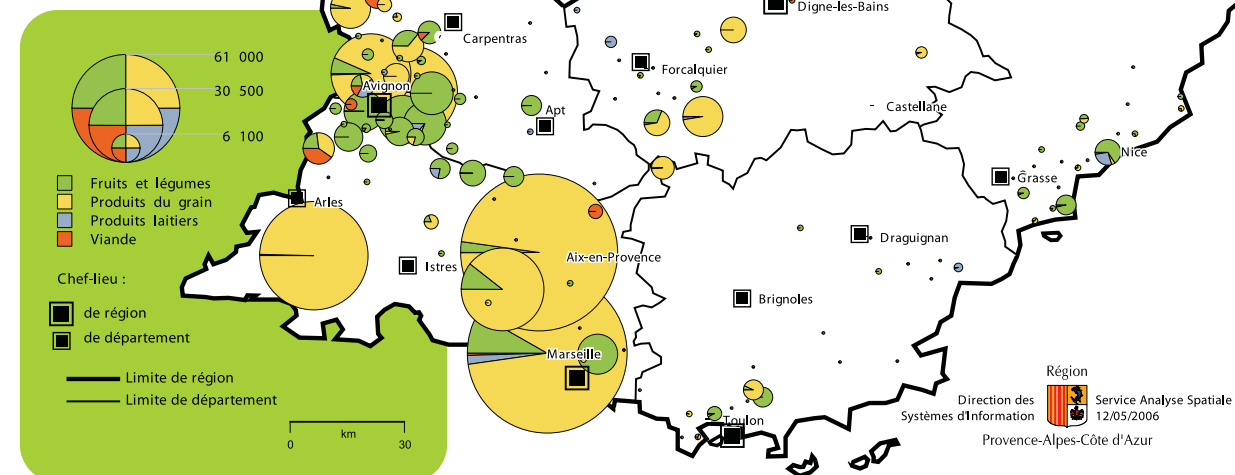 Digne-les-Bains
Carpentras
Forcalquier
61 000
30 500
6 100
Avignon
Apt
Castellane
Nice
Grasse
Fruits et légumes
Produits du grain
Produits laitiers
Viande
Arles
Draguignan
Aix-en-Provence
Istres
Chef-lieu :
de région
de département
Brignoles
Marseille
Limite de région
Limite de département
km
0 30
Toulon
Région
Direction des
Systèmes d'Information
Service Analyse Spatiale
12/05/2006
Provence-Alpes-Côte d'Azur